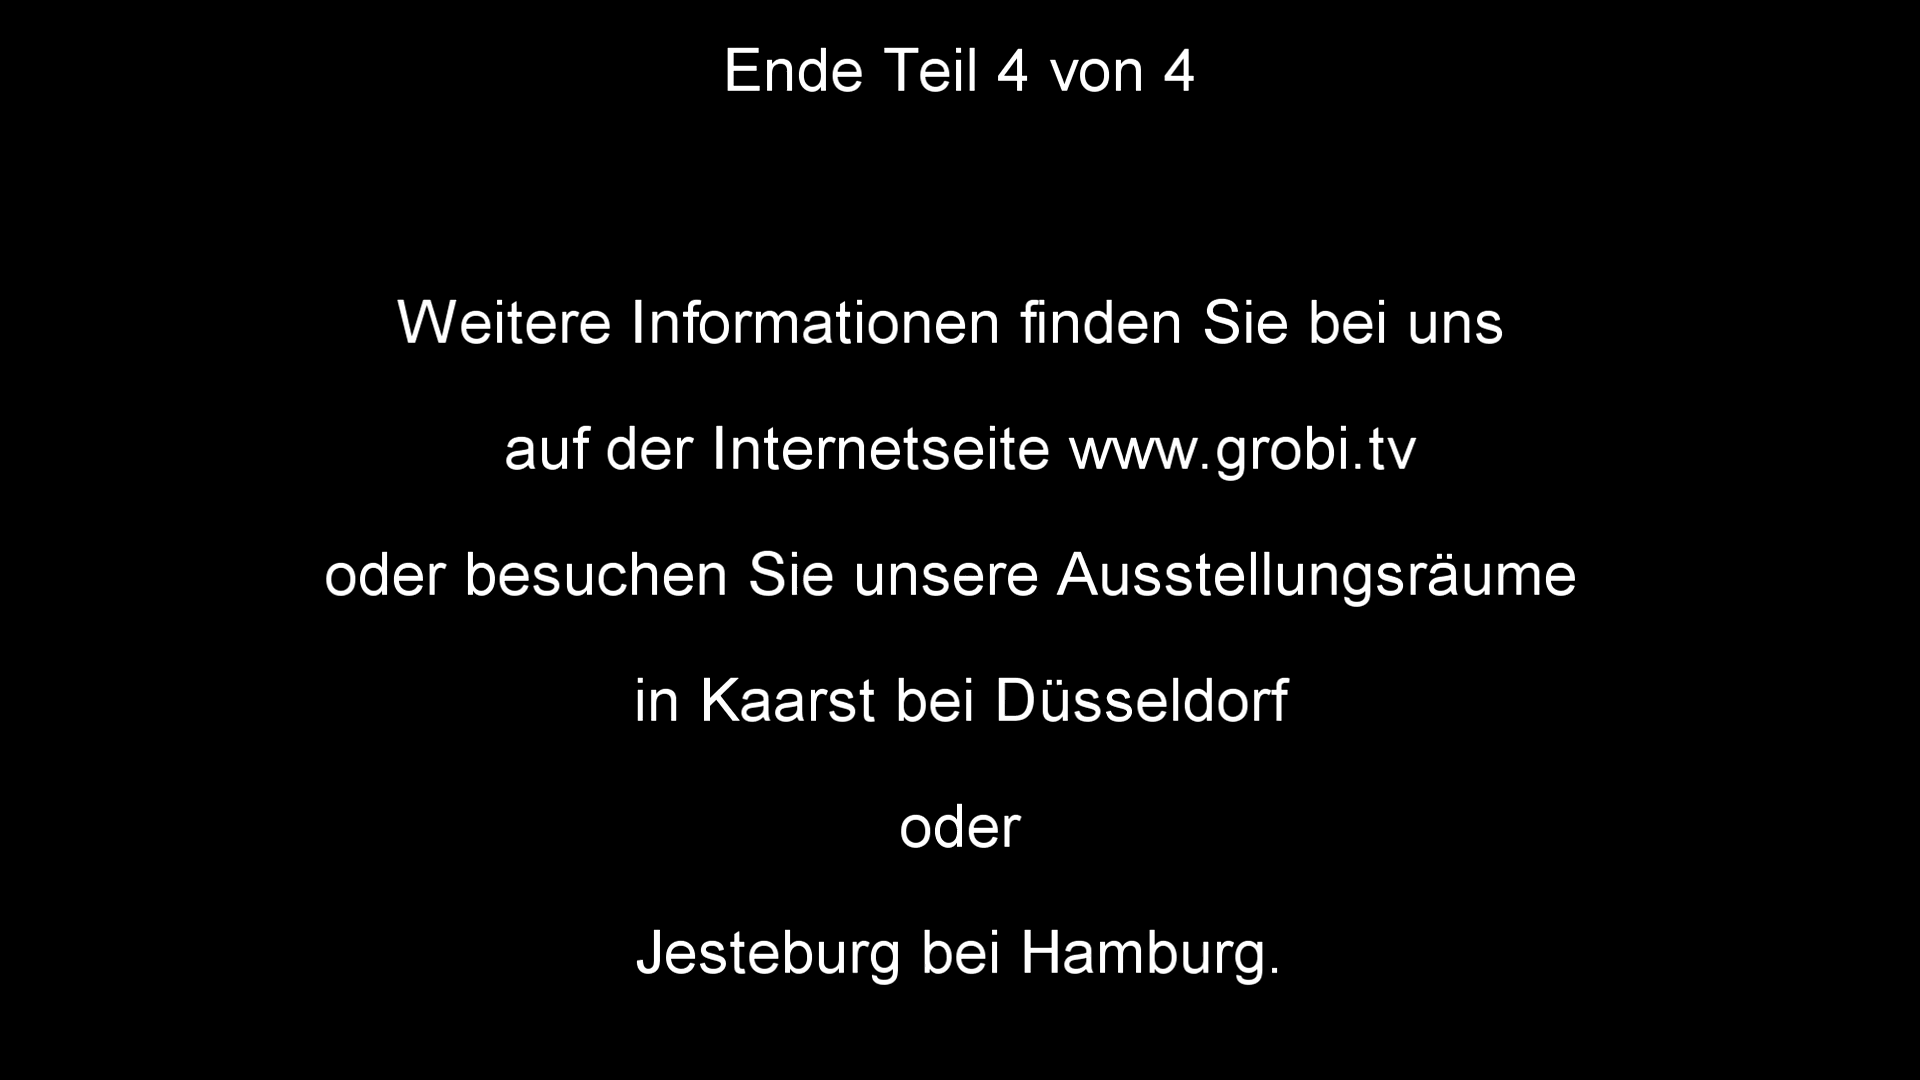 Ende Teil 4 von 4
Weitere Informationen finden Sie bei uns
auf der Internetseite www.grobi.tv
oder besuchen Sie unsere Ausstellungsräume
in Kaarst bei Düsseldorf
oder
Jesteburg bei Hamburg.